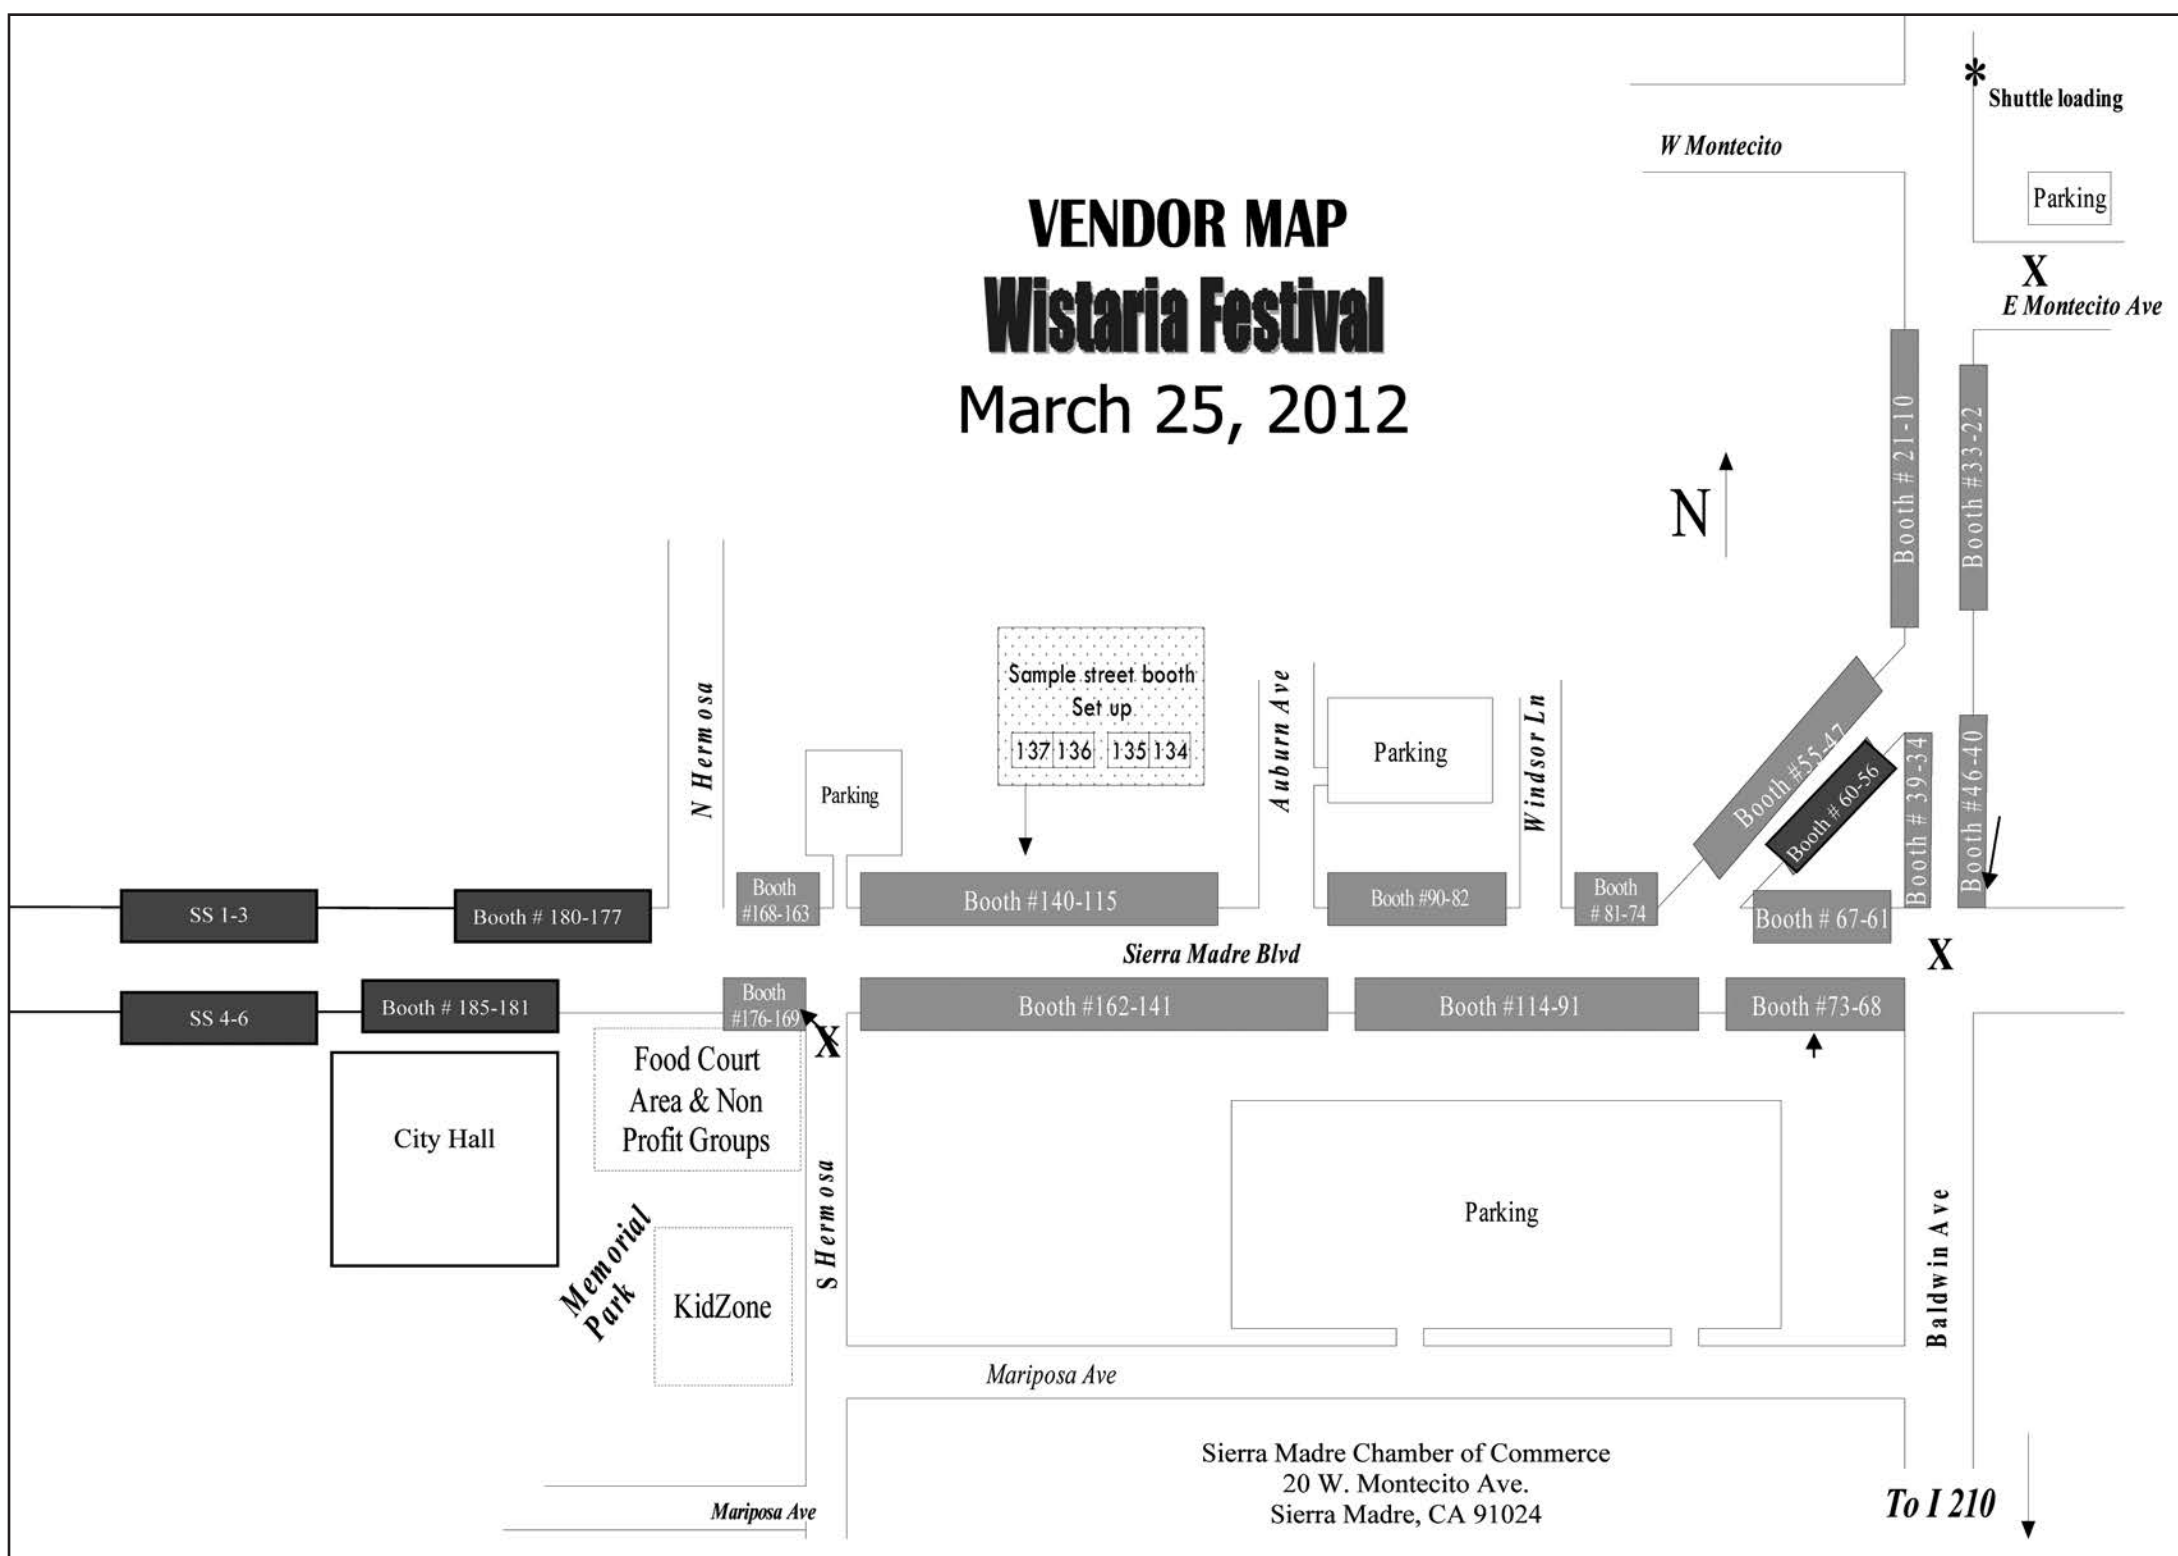 *
Shuttle loading
W Montecito
Parking
VENDOR MAP
Wistaria Festival
March 25, 2012
X
E Montecito Ave
N
Booth # 21-10
Booth #33-22
Sample street booth
Set up
137 136 135 134
N Hermosa
Parking
Auburn Ave
Parking
Windsor Ln
Booth #55-47
Booth # 60-56
Booth # 39-34
Booth #46-40
SS 1-3
Booth # 180-177
Booth
#168-163
Booth #140-115
Booth #90-82
Booth
# 81-74
Booth # 67-61
Sierra Madre Blvd
X
SS 4-6
Booth # 185-181
Booth
#176-169
X
Booth #162-141
Booth #114-91
Booth #73-68
City Hall
Food Court
Area & Non
Profit Groups
Memorial
Park
KidZone
S Hermosa
Parking
Baldwin Ave
Mariposa Ave
Mariposa Ave
Sierra Madre Chamber of Commerce
20 W. Montecito Ave.
Sierra Madre, CA 91024
To I 210